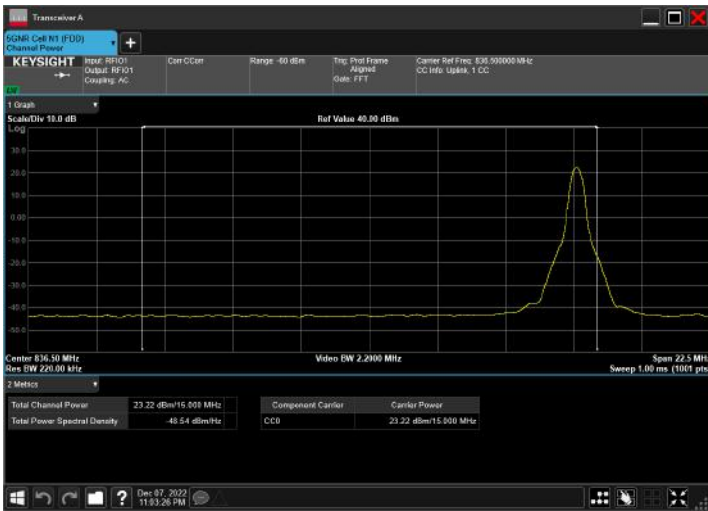 Transceiver A
5GNR Cell N1 (FDD)
Channel Power
+
KEYSIGHT
Input: RFIO1
Output: RFIO1
Coupling: AC
Corr CCorr
Range -60 dBm
Trig: Prot Frame
Aligned
Gate: FFT
Carrier Ref Freq: 836.500000 MHz
CC Info: Uplink, 1 CC
1 Graph
Scale/Div 10.0 dB
Ref Value 40.00 dBm
Log
30.0
20.0
10.0
0.00
-10.0
-20.0
-30.0
-40.0
-50.0
Center 836.50 MHz
Video BW 2.2000 MHz
Span 22.5 MHz
Res BW 220.00 kHz
Sweep 1.00 ms (1001 pts
2 Metrics
Total Channel Power 23.22 dBm/15.000 MHz
Total Power Spectral Density -48.54 dBm/Hz
Component Carrier Carrier Power
CC0 23.22 dBm/15.000 MHz
?
Dec 07, 2022
11:03:26 PM